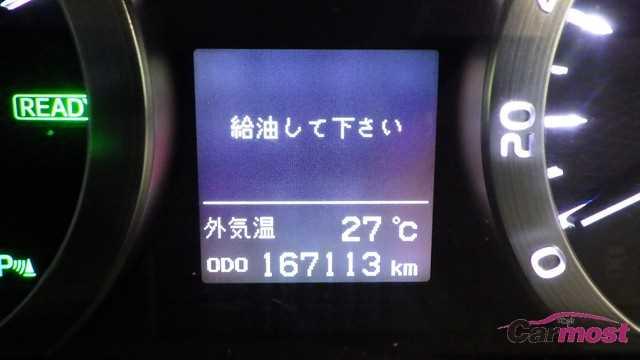 READY
給油して下さい
20
外気温 27℃
ODO 167113 km
0
P
Carmost